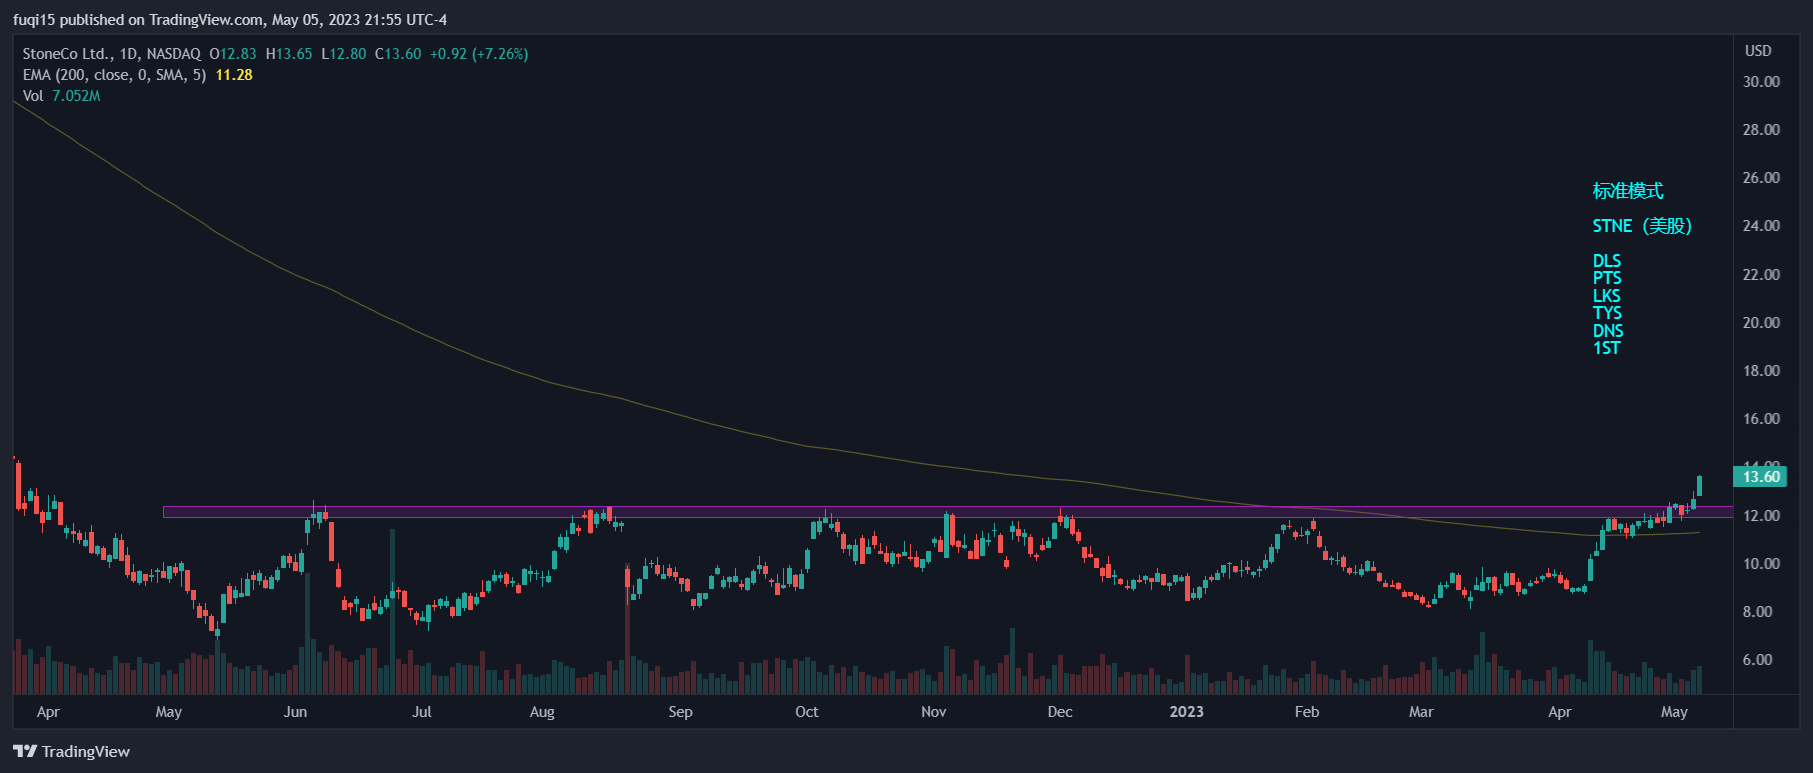 fuqi15 published on TradingView.com, May 05, 2023 21:55 UTC-4
StoneCo Ltd., 1D, NASDAQ O12.83 H13.65 L12.80 C13.60 +0.92 (+7.26%)
EMA (200, close, 0, SMA, 5) 11.28
Vol 7.052M
USD
30.00
28.00
26.00
24.00
22.00
20.00
18.00
16.00
14.00
13.60
12.00
10.00
8.00
6.00
标准模式
STNE（美股）
DLS
PTS
LKS
TYS
DNS
1ST
Apr May Jun Jul Aug Sep Oct Nov Dec 2023 Feb Mar Apr May
TradingView